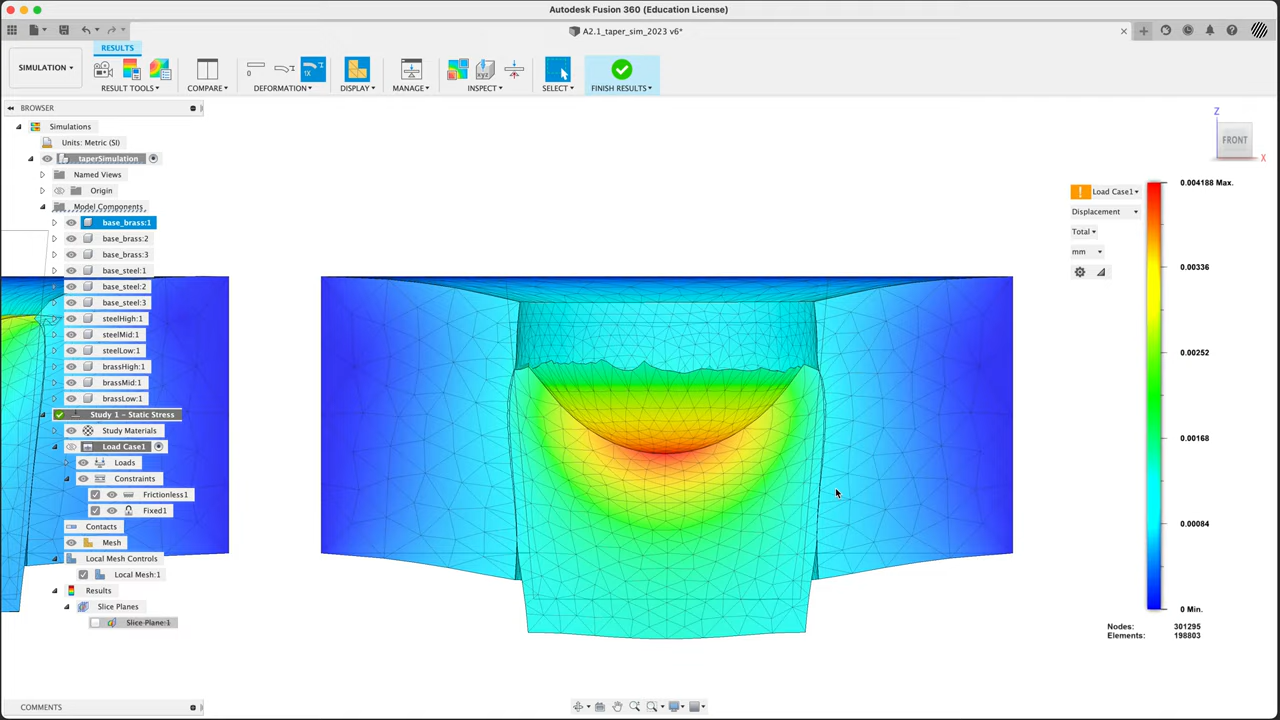 Autodesk Fusion 360 (Education License)
A2.1_taper_sim_2023 v6*
RESULTS
SIMULATION
RESULT TOOLS
COMPARE
0
1X
DEFORMATION
DISPLAY
MANAGE
xyz
INSPECT
SELECT
FINISH RESULTS
BROWSER
Simulations
Units: Metric (SI)
taperSimulation
Named Views
Origin
Model Components
base_brass:1
base_brass:2
base_brass:3
base_steel:1
base_steel:2
base_steel:3
steelHigh:1
steelMid:1
steelLow:1
brassHigh:1
brassMid:1
brassLow:1
Study 1 - Static Stress
Study Materials
Load Case1
Loads
Constraints
Frictionless1
Fixed1
Contacts
Mesh
Local Mesh Controls
Local Mesh:1
Results
Slice Planes
Slice Plane:1
Z
FRONT
X
Load Case1
Displacement
Total
mm
0.004188 Max.
0.00336
0.00252
0.00168
0.00084
0 Min.
Nodes: 301295
Elements: 198803
COMMENTS